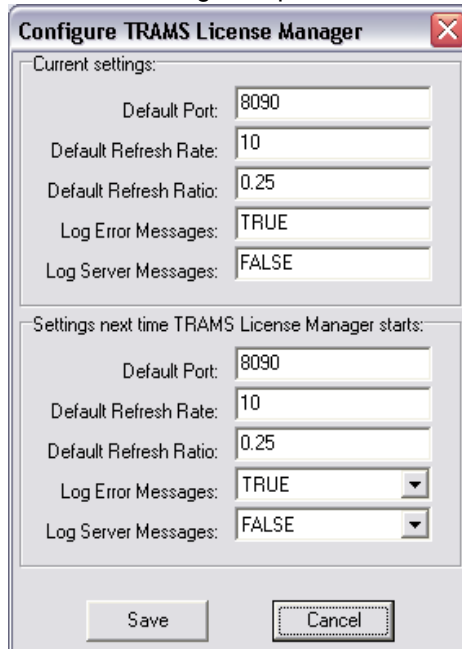 Configure TRAMS License Manager
Current settings:
Default Port: 8090
Default Refresh Rate: 10
Default Refresh Ratio: 0.25
Log Error Messages: TRUE
Log Server Messages: FALSE
Settings next time TRAMS License Manager starts:
Default Port: 8090
Default Refresh Rate: 10
Default Refresh Ratio: 0.25
Log Error Messages: TRUE
Log Server Messages: FALSE
Save Cancel